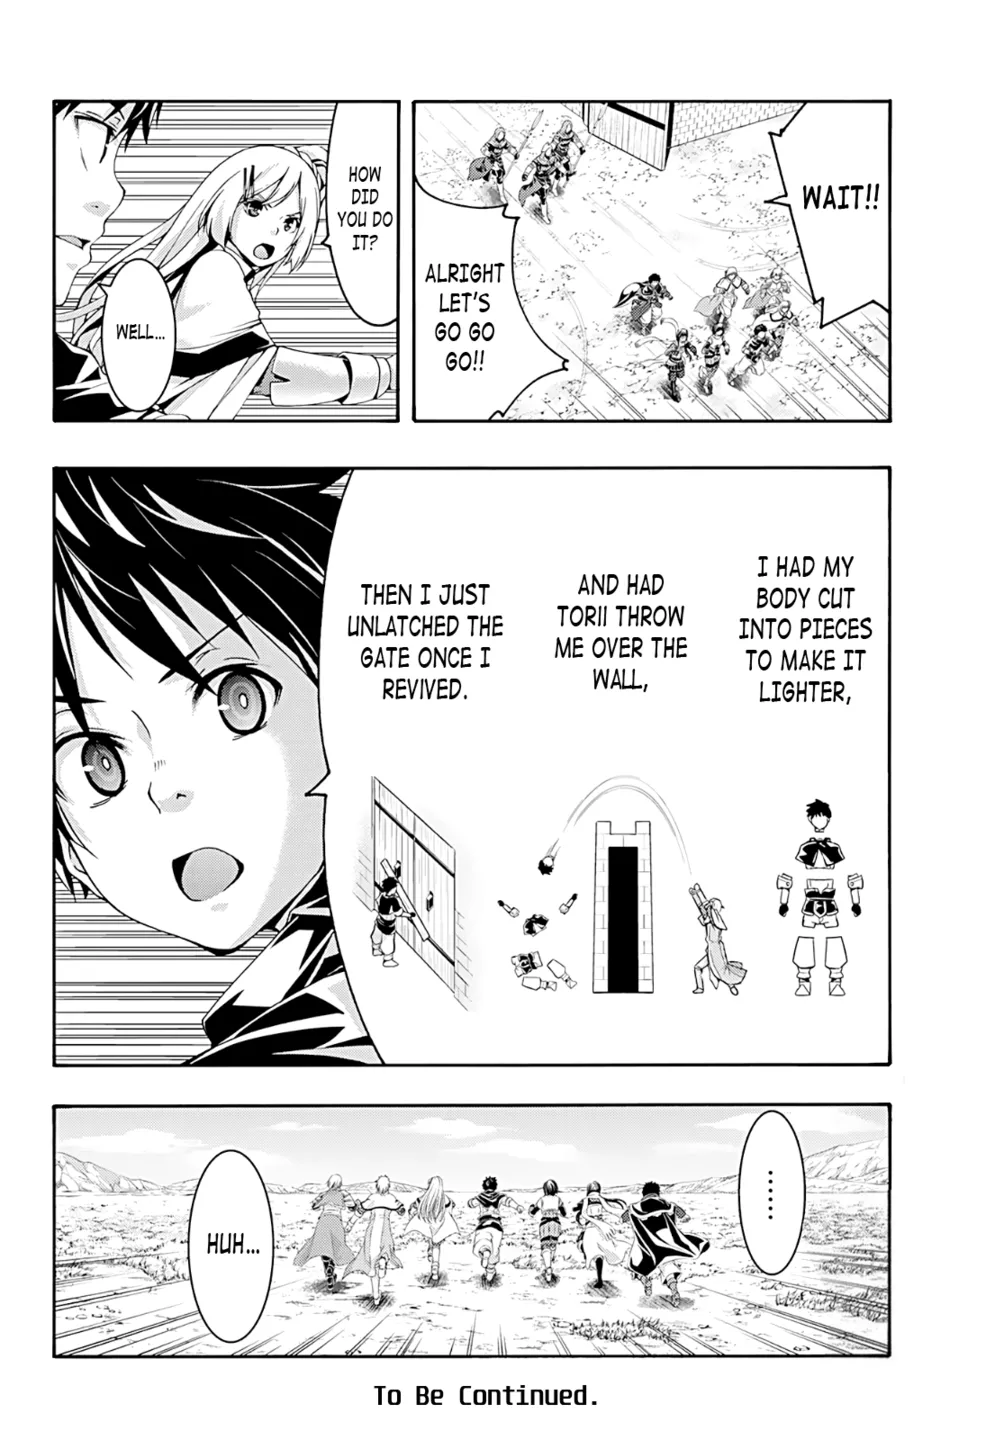 WAIT!!
ALRIGHT
LET'S
GO GO
GO!!
HOW
DID
YOU DO
IT?
WELL...
I HAD MY
BODY CUT
INTO PIECES
TO MAKE IT
LIGHTER,
AND HAD
TORII THROW
ME OVER THE
WALL,
THEN I JUST
UNLATCHED THE
GATE ONCE I
REVIVED.
......
HUH...
To Be Continued.